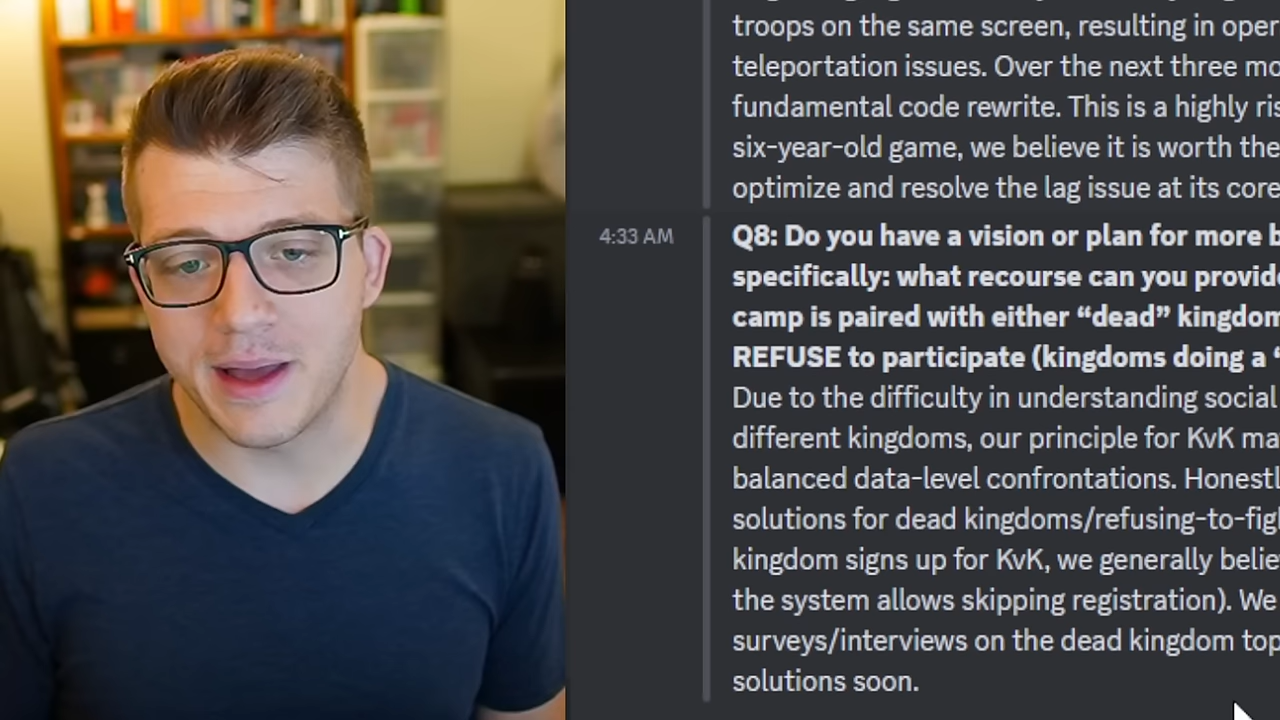 troops on the same screen, resulting in oper
teleportation issues. Over the next three mo
fundamental code rewrite. This is a highly ris
six-year-old game, we believe it is worth the
optimize and resolve the lag issue at its core
4:33 AM
Q8: Do you have a vision or plan for more b
specifically: what recourse can you provide
camp is paired with either “dead” kingdom
REFUSE to participate (kingdoms doing a “
Due to the difficulty in understanding social
different kingdoms, our principle for KvK ma
balanced data-level confrontations. Honestl
solutions for dead kingdoms/refusing-to-figh
kingdom signs up for KvK, we generally belie
the system allows skipping registration). We
surveys/interviews on the dead kingdom top
solutions soon.